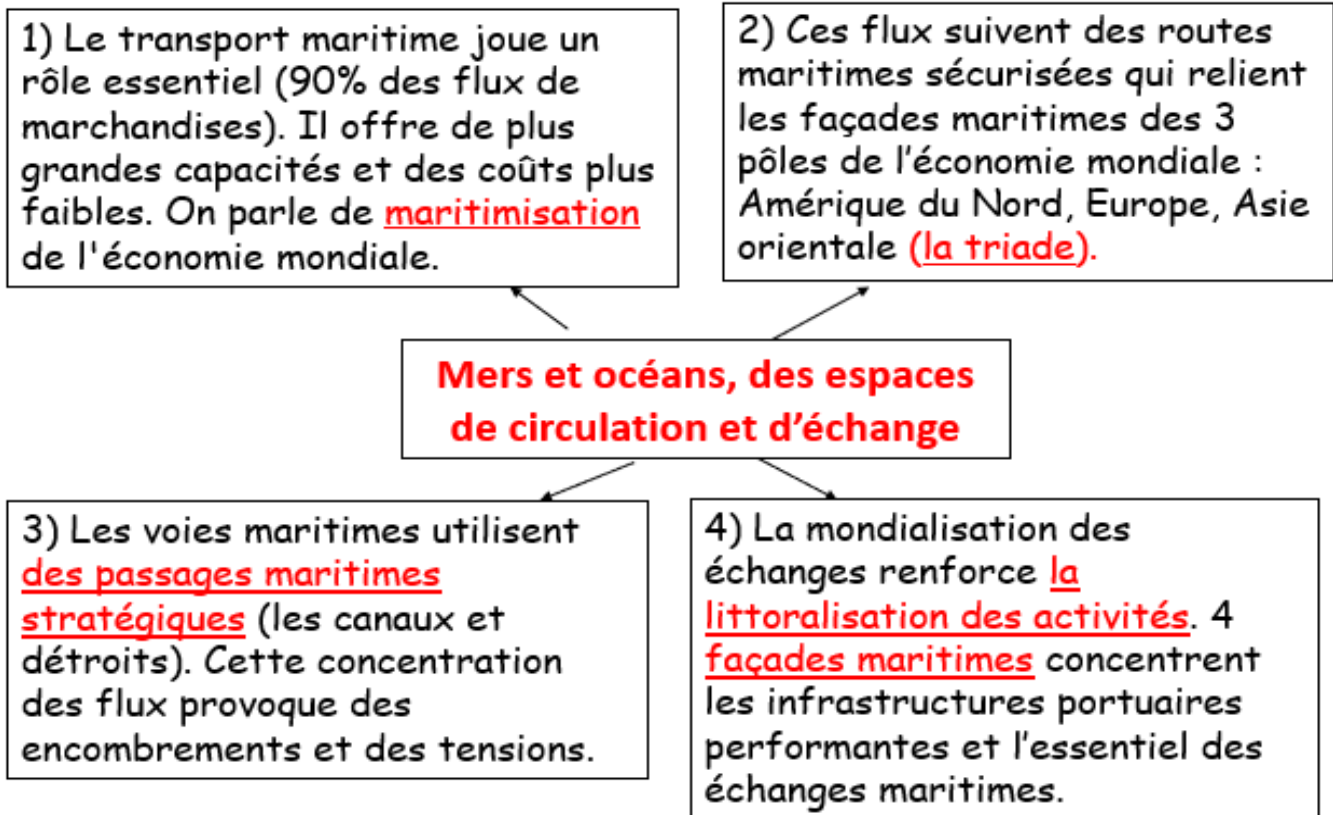 1) Le transport maritime joue un
rôle essentiel (90% des flux de
marchandises). Il offre de plus
grandes capacités et des coûts plus
faibles. On parle de maritimisation
de l'économie mondiale.
2) Ces flux suivent des routes
maritimes sécurisées qui relient
les façades maritimes des 3
pôles de l'économie mondiale :
Amérique du Nord, Europe, Asie
orientale (la triade).
Mers et océans, des espaces
de circulation et d'échange
3) Les voies maritimes utilisent
des passages maritimes
stratégiques (les canaux et
détroits). Cette concentration
des flux provoque des
encombrements et des tensions.
4) La mondialisation des
échanges renforce la
littoralisation des activités. 4
façades maritimes concentrent
les infrastructures portuaires
performantes et l'essentiel des
échanges maritimes.